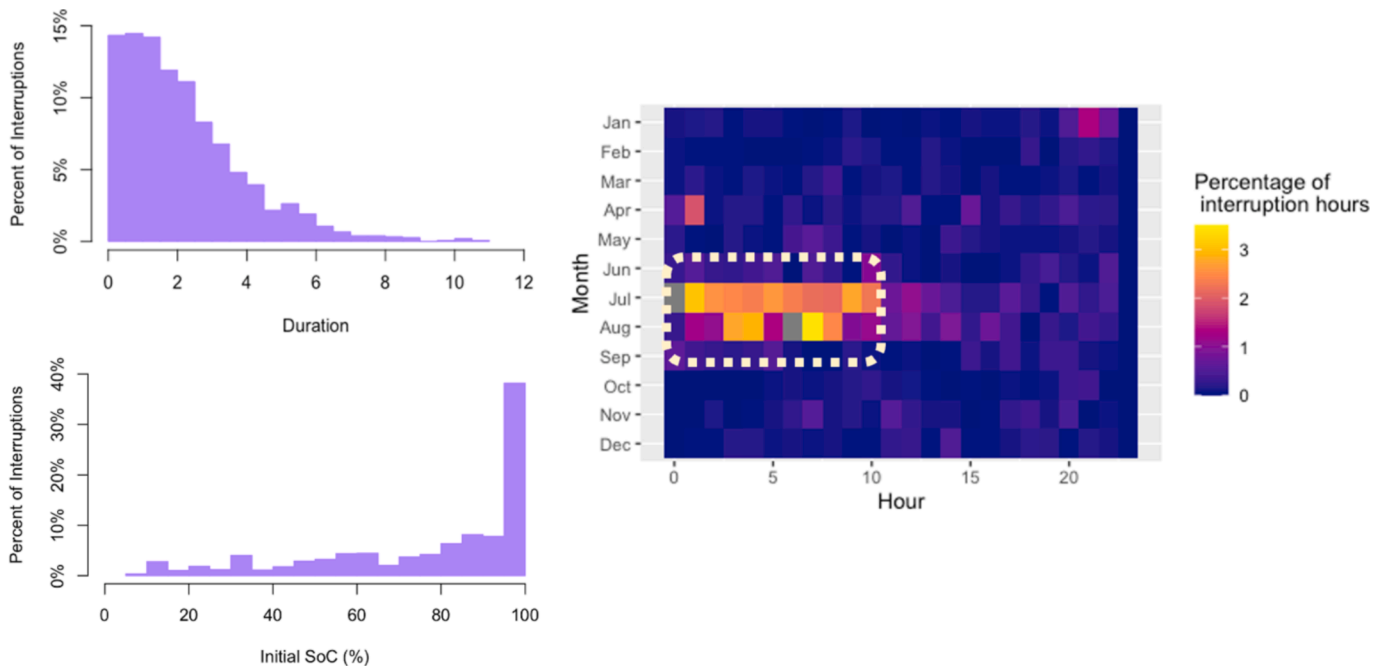 15%
10%
5%
0%
Percent of Interruptions
0 2 4 6 8 10 12
Duration
40%
30%
20%
10%
0%
Percent of Interruptions
0 20 40 60 80 100
Initial SoC (%)
Jan
Feb
Mar
Apr
May
Jun
Jul
Aug
Sep
Oct
Nov
Dec
Month
0 5 10 15 20
Hour
Percentage of
interruption hours
3
2
1
0